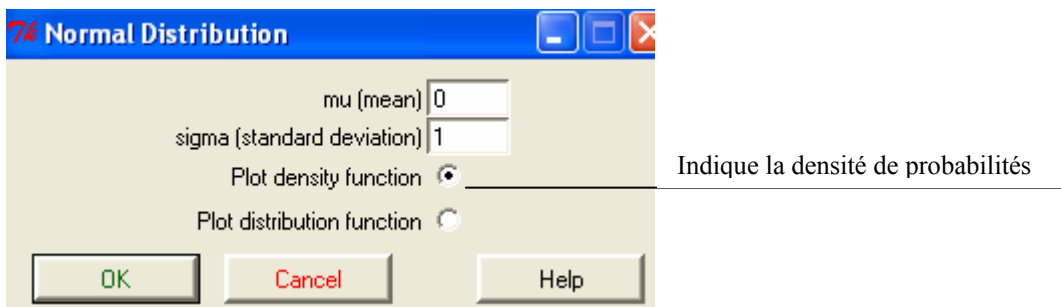 Normal Distribution
mu (mean) 0
sigma (standard deviation) 1
Plot density function
Indique la densité de probabilités
Plot distribution function
OK Cancel Help